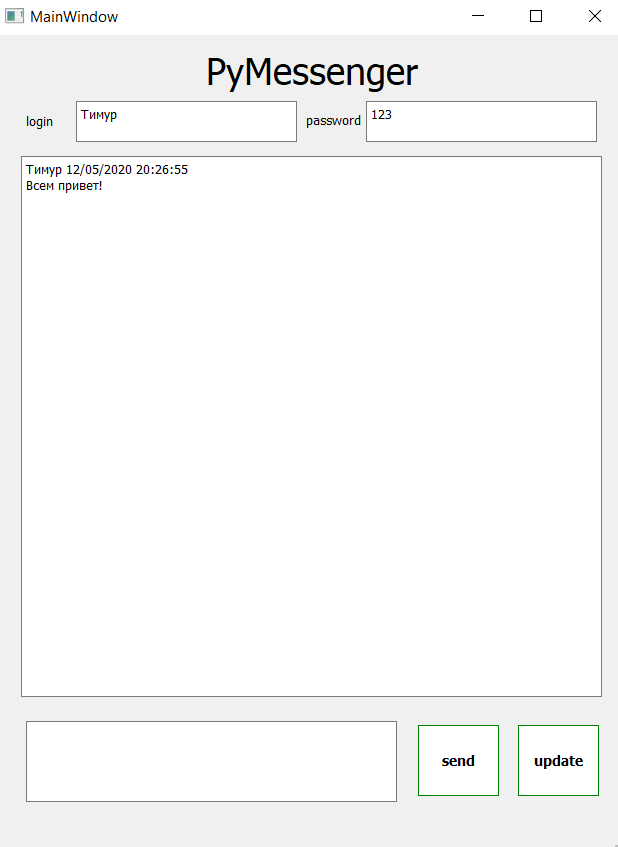 MainWindow
PyMessenger
login
Тимур
password
123
Тимур 12/05/2020 20:26:55
Всем привет!
send
update